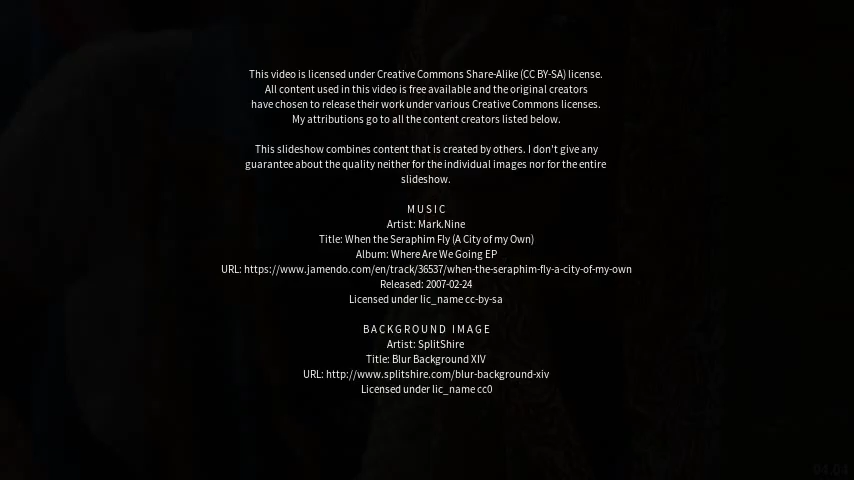 This video is licensed under Creative Commons Share-Alike (CC BY-SA) license.
All content used in this video is free available and the original creators
have chosen to release their work under various Creative Commons licenses.
My attributions go to all the content creators listed below.
This slideshow combines content that is created by others. I don't give any
guarantee about the quality neither for the individual images nor for the entire
slideshow.
MUSIC
Artist: Mark.Nine
Title: When the Seraphim Fly (A City of my Own)
Album: Where Are We Going EP
URL: https://www.jamendo.com/en/track/36537/when-the-seraphim-fly-a-city-of-my-own
Released: 2007-02-24
Licensed under lic_name cc-by-sa
BACKGROUND IMAGE
Artist: SplitShire
Title: Blur Background XIV
URL: http://www.splitshire.com/blur-background-xiv
Licensed under lic_name cc0
04:04